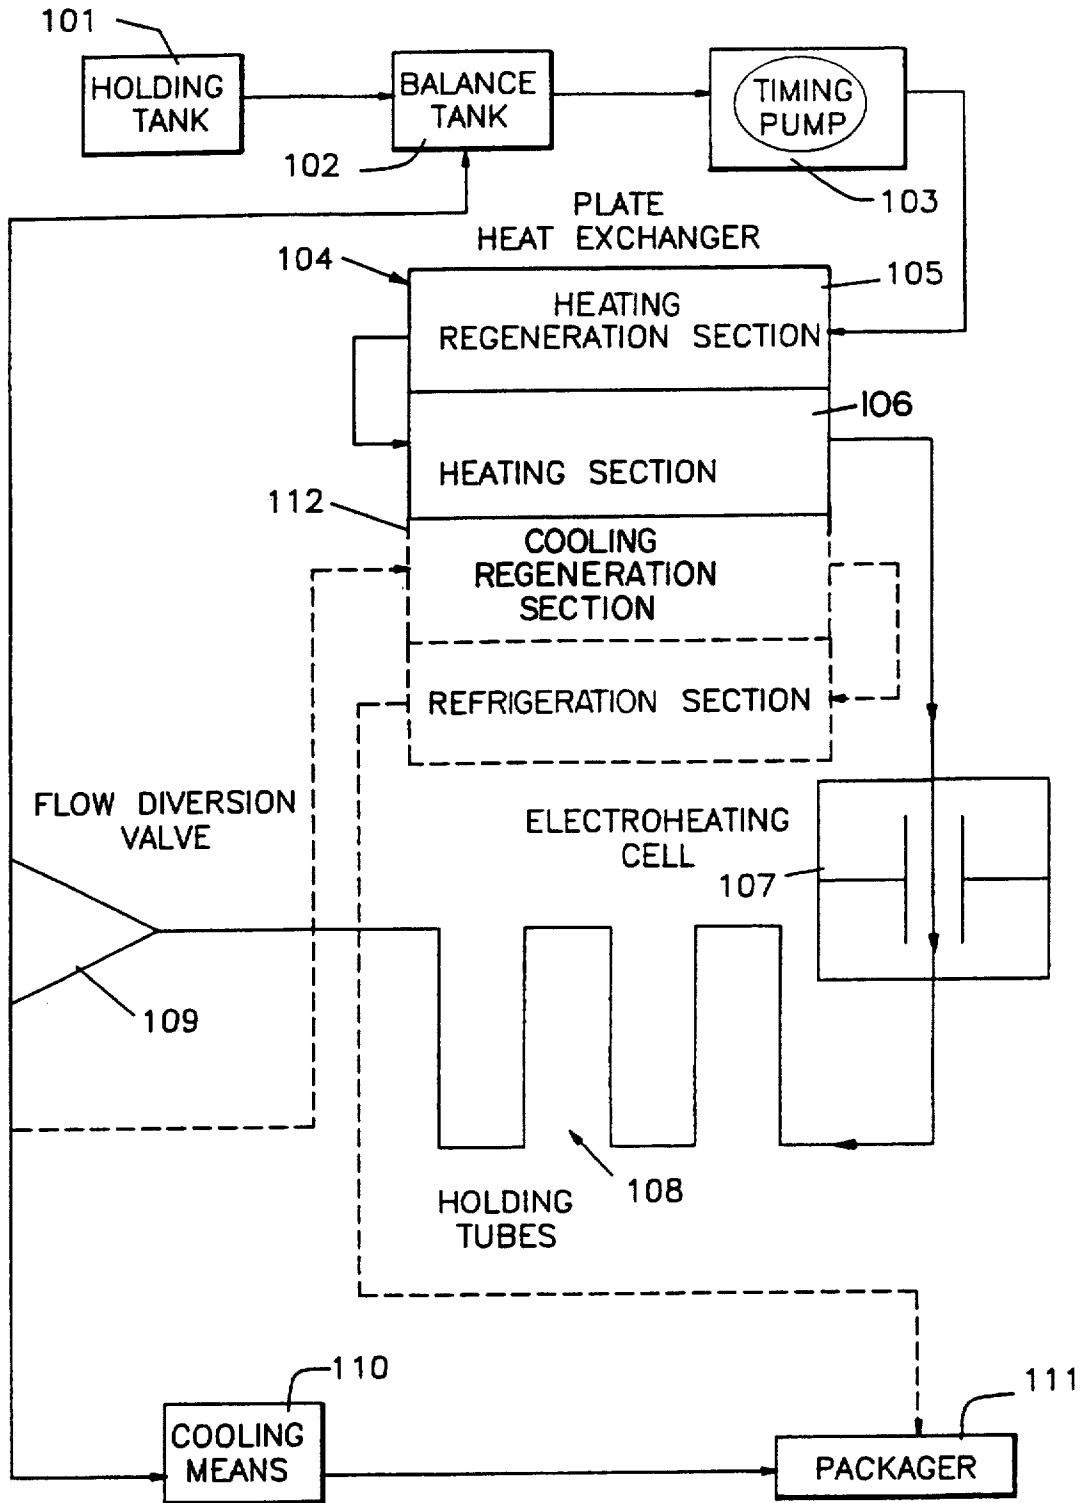 101
HOLDING
TANK
BALANCE
TANK
102
TIMING
PUMP
103
PLATE
HEAT EXCHANGER
104
105
HEATING
REGENERATION SECTION
106
HEATING SECTION
112
COOLING
REGENERATION
SECTION
REFRIGERATION SECTION
FLOW DIVERSION
VALVE
ELECTROHEATING
CELL
107
109
108
HOLDING
TUBES
110
COOLING
MEANS
111
PACKAGER